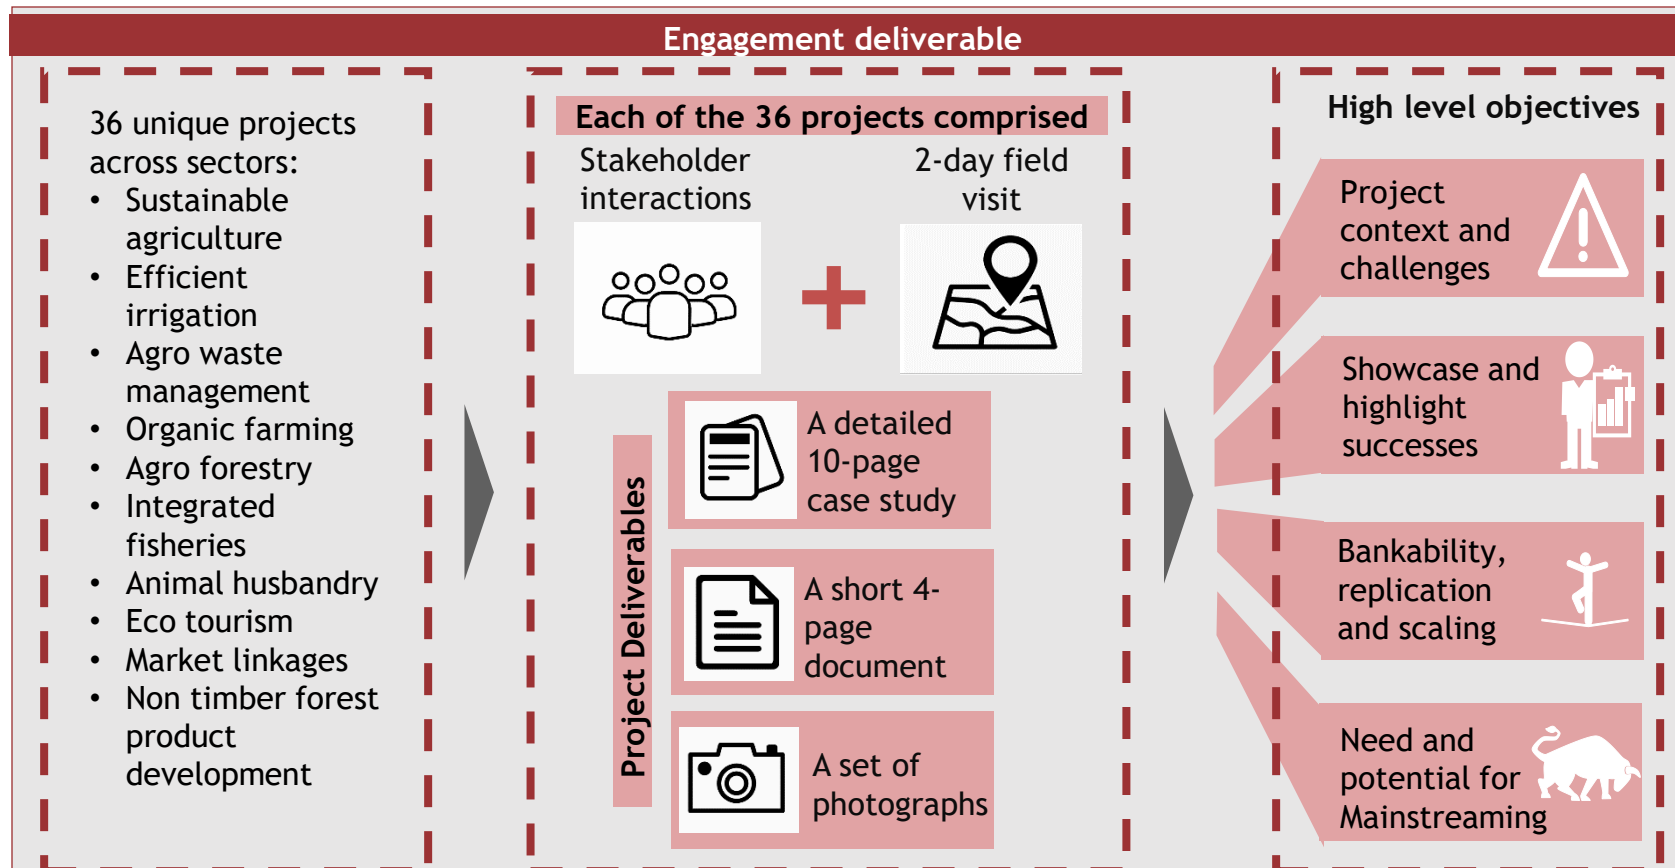 Engagement deliverable
36 unique projects
across sectors:
• Sustainable
agriculture
• Efficient
irrigation
• Agro waste
management
• Organic farming
• Agro forestry
• Integrated
fisheries
• Animal husbandry
• Eco tourism
• Market linkages
• Non timber forest
product
development
Each of the 36 projects comprised
Stakeholder
interactions
2-day field
visit
Project Deliverables
A detailed
10-page
case study
A short 4-
page
document
A set of
photographs
High level objectives
Project
context and
challenges
Showcase and
highlight
successes
Bankability,
replication
and scaling
Need and
potential for
Mainstreaming